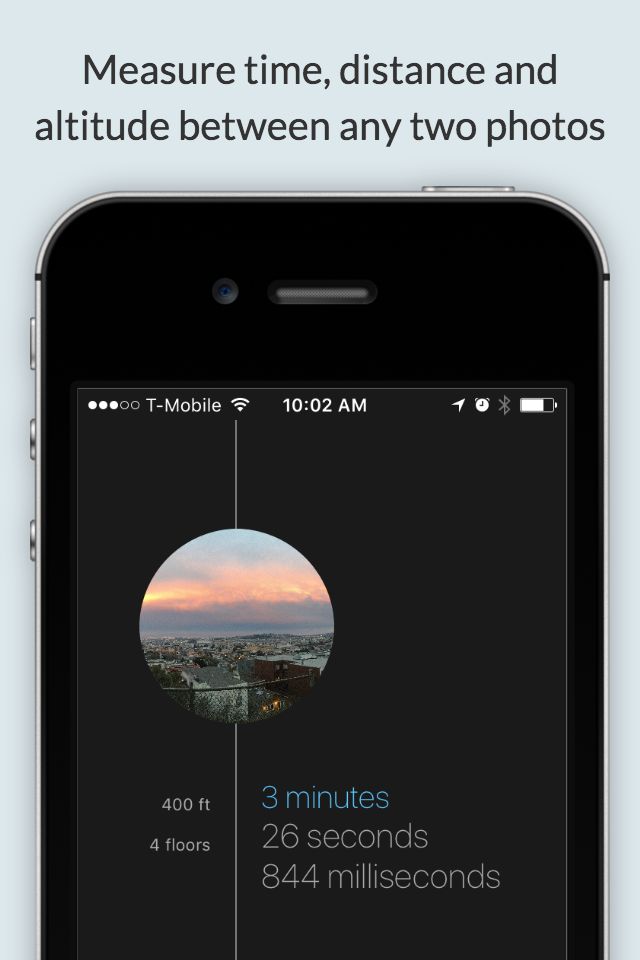 Measure time, distance and
altitude between any two photos
T-Mobile 10:02 AM
400 ft
4 floors
3 minutes
26 seconds
844 milliseconds